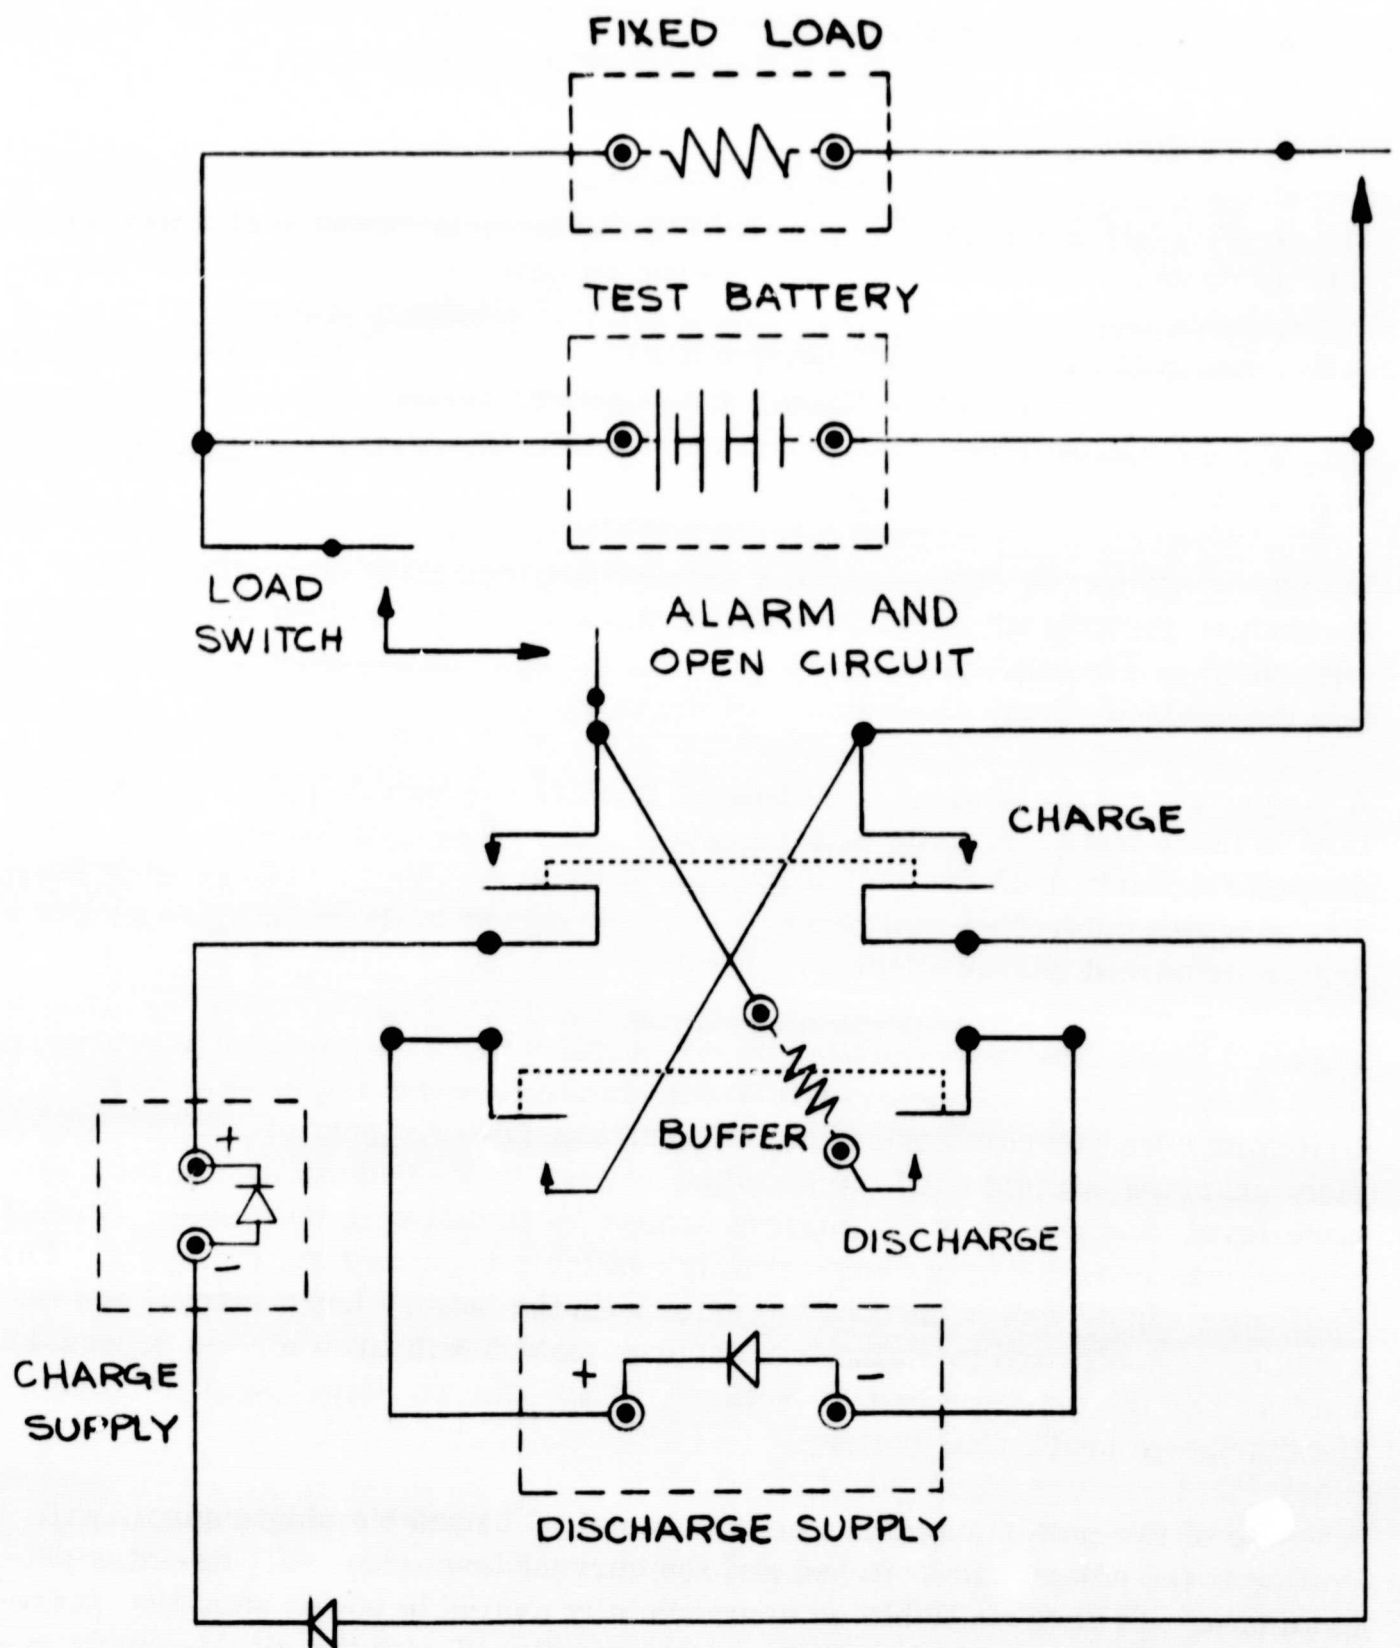 FIXED LOAD
TEST BATTERY
LOAD
SWITCH
ALARM AND
OPEN CIRCUIT
CHARGE
BUFFER
DISCHARGE
+
-
CHARGE
SUPPLY
+ -
DISCHARGE SUPPLY